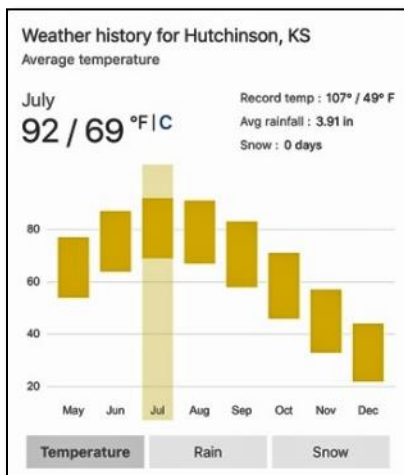 Weather history for Hutchinson, KS
Average temperature
July
92 / 69 °F | C
Record temp : 107° / 49° F
Avg rainfall : 3.91 in
Snow : 0 days
80
60
40
20
May Jun Jul Aug Sep Oct Nov Dec
Temperature Rain Snow